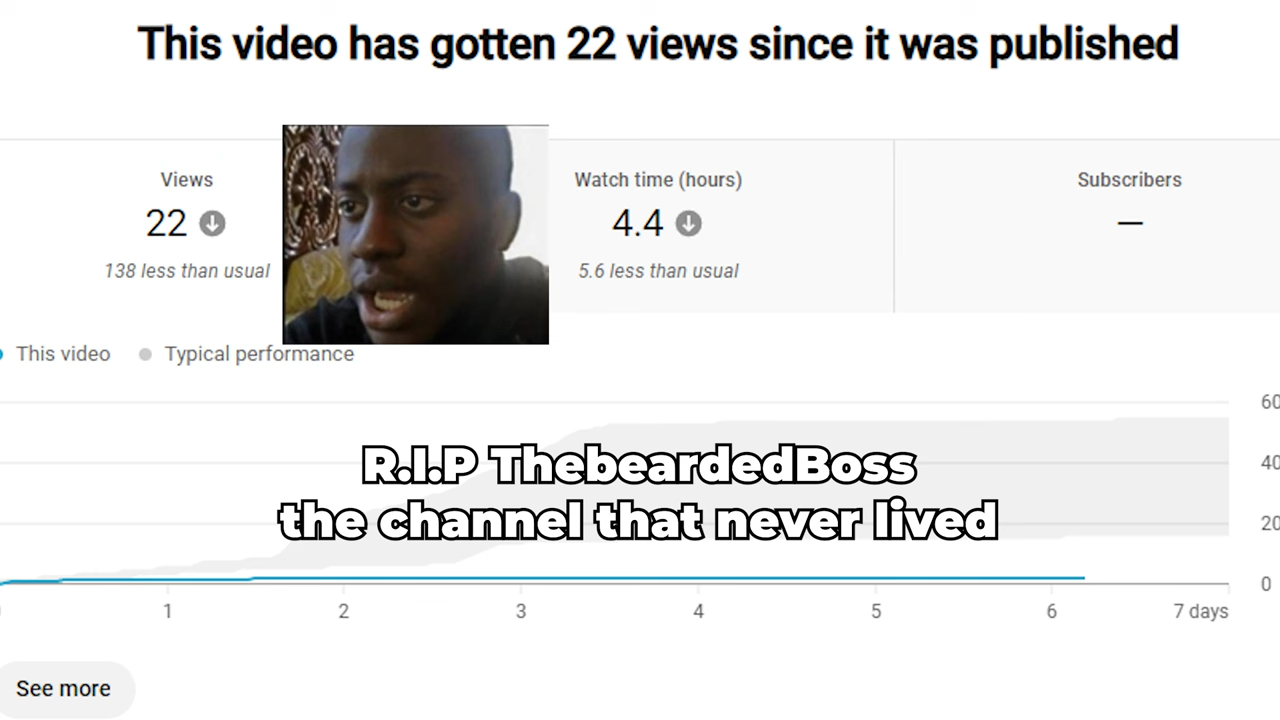 This video has gotten 22 views since it was published
Views
22
138 less than usual
Watch time (hours)
4.4
5.6 less than usual
Subscribers
—
This video
Typical performance
R.I.P ThebeardedBoss
the channel that never lived
60
40
20
0
1 2 3 4 5 6 7 days
See more